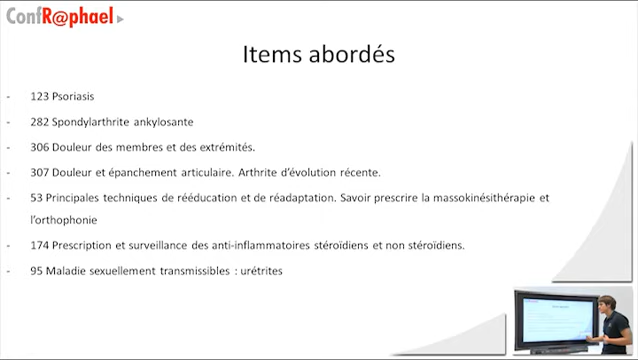 ConfR@phael
Items abordés
- 123 Psoriasis
- 282 Spondylarthrite ankylosante
- 306 Douleur des membres et des extrémités.
- 307 Douleur et épanchement articulaire. Arthrite d'évolution récente.
- 53 Principales techniques de rééducation et de réadaptation. Savoir prescrire la massokinésithérapie et
l'orthophonie
- 174 Prescription et surveillance des anti-inflammatoires stéroïdiens et non stéroïdiens.
- 95 Maladie sexuellement transmissibles : urétrites